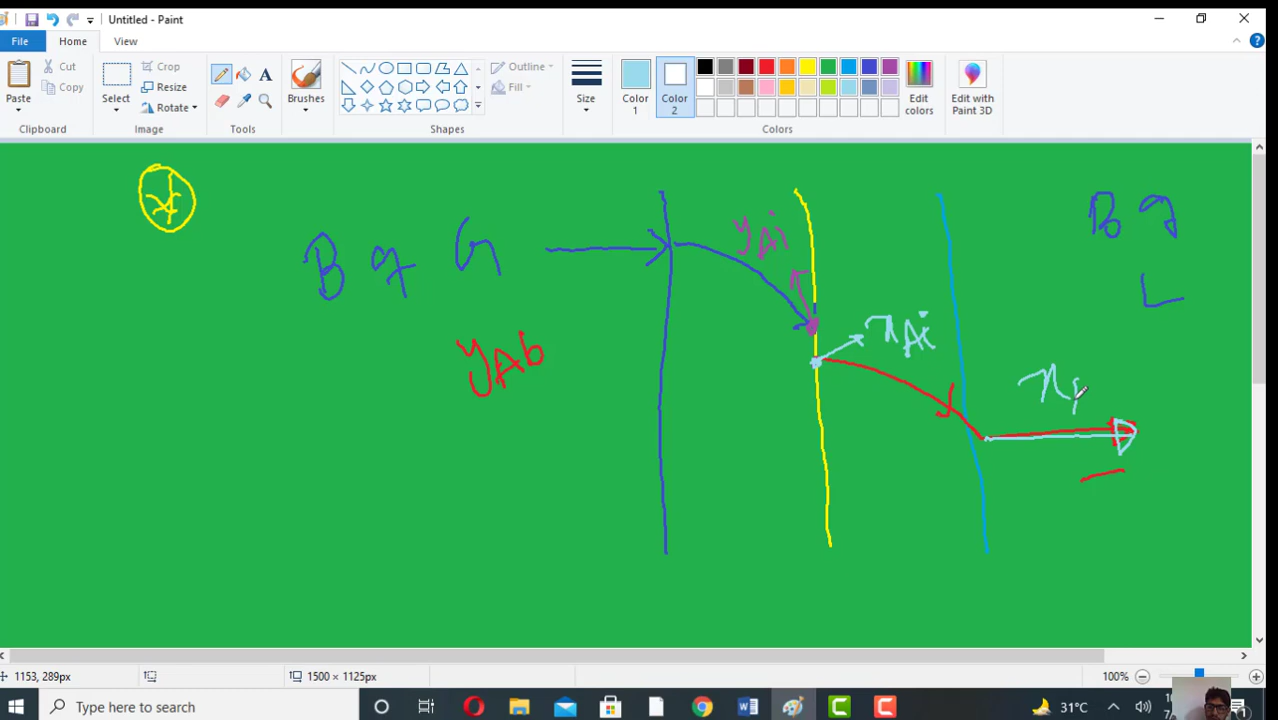 Untitled - Paint
File Home View
Cut Crop Outline Edit colors Edit with Paint 3D
Copy Resize Fill
Paste Select Rotate Brushes Size Color 1 Color 2
Clipboard Image Tools Shapes Colors
B of G
B of
L
yAi
xAi
yAb
1153, 289px 1500 × 1125px 100%
Type here to search 31°C